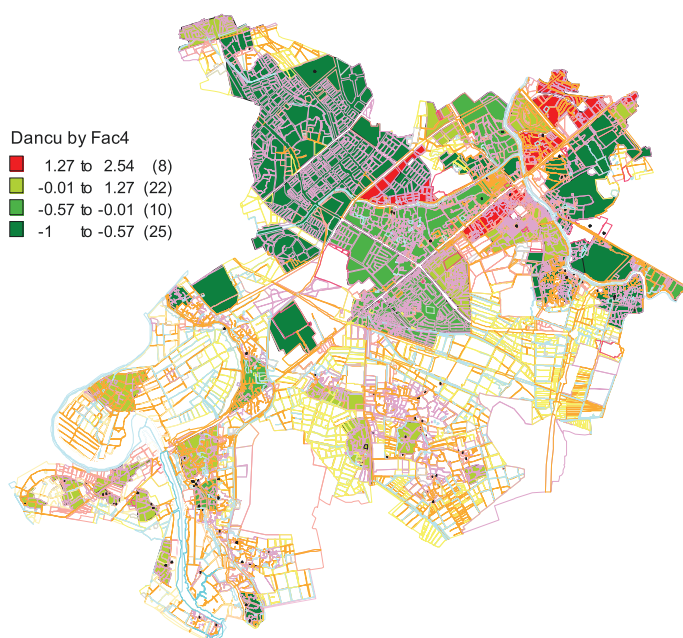 Dancu by Fac4
1.27 to 2.54 (8)
-0.01 to 1.27 (22)
-0.57 to -0.01 (10)
-1 to -0.57 (25)